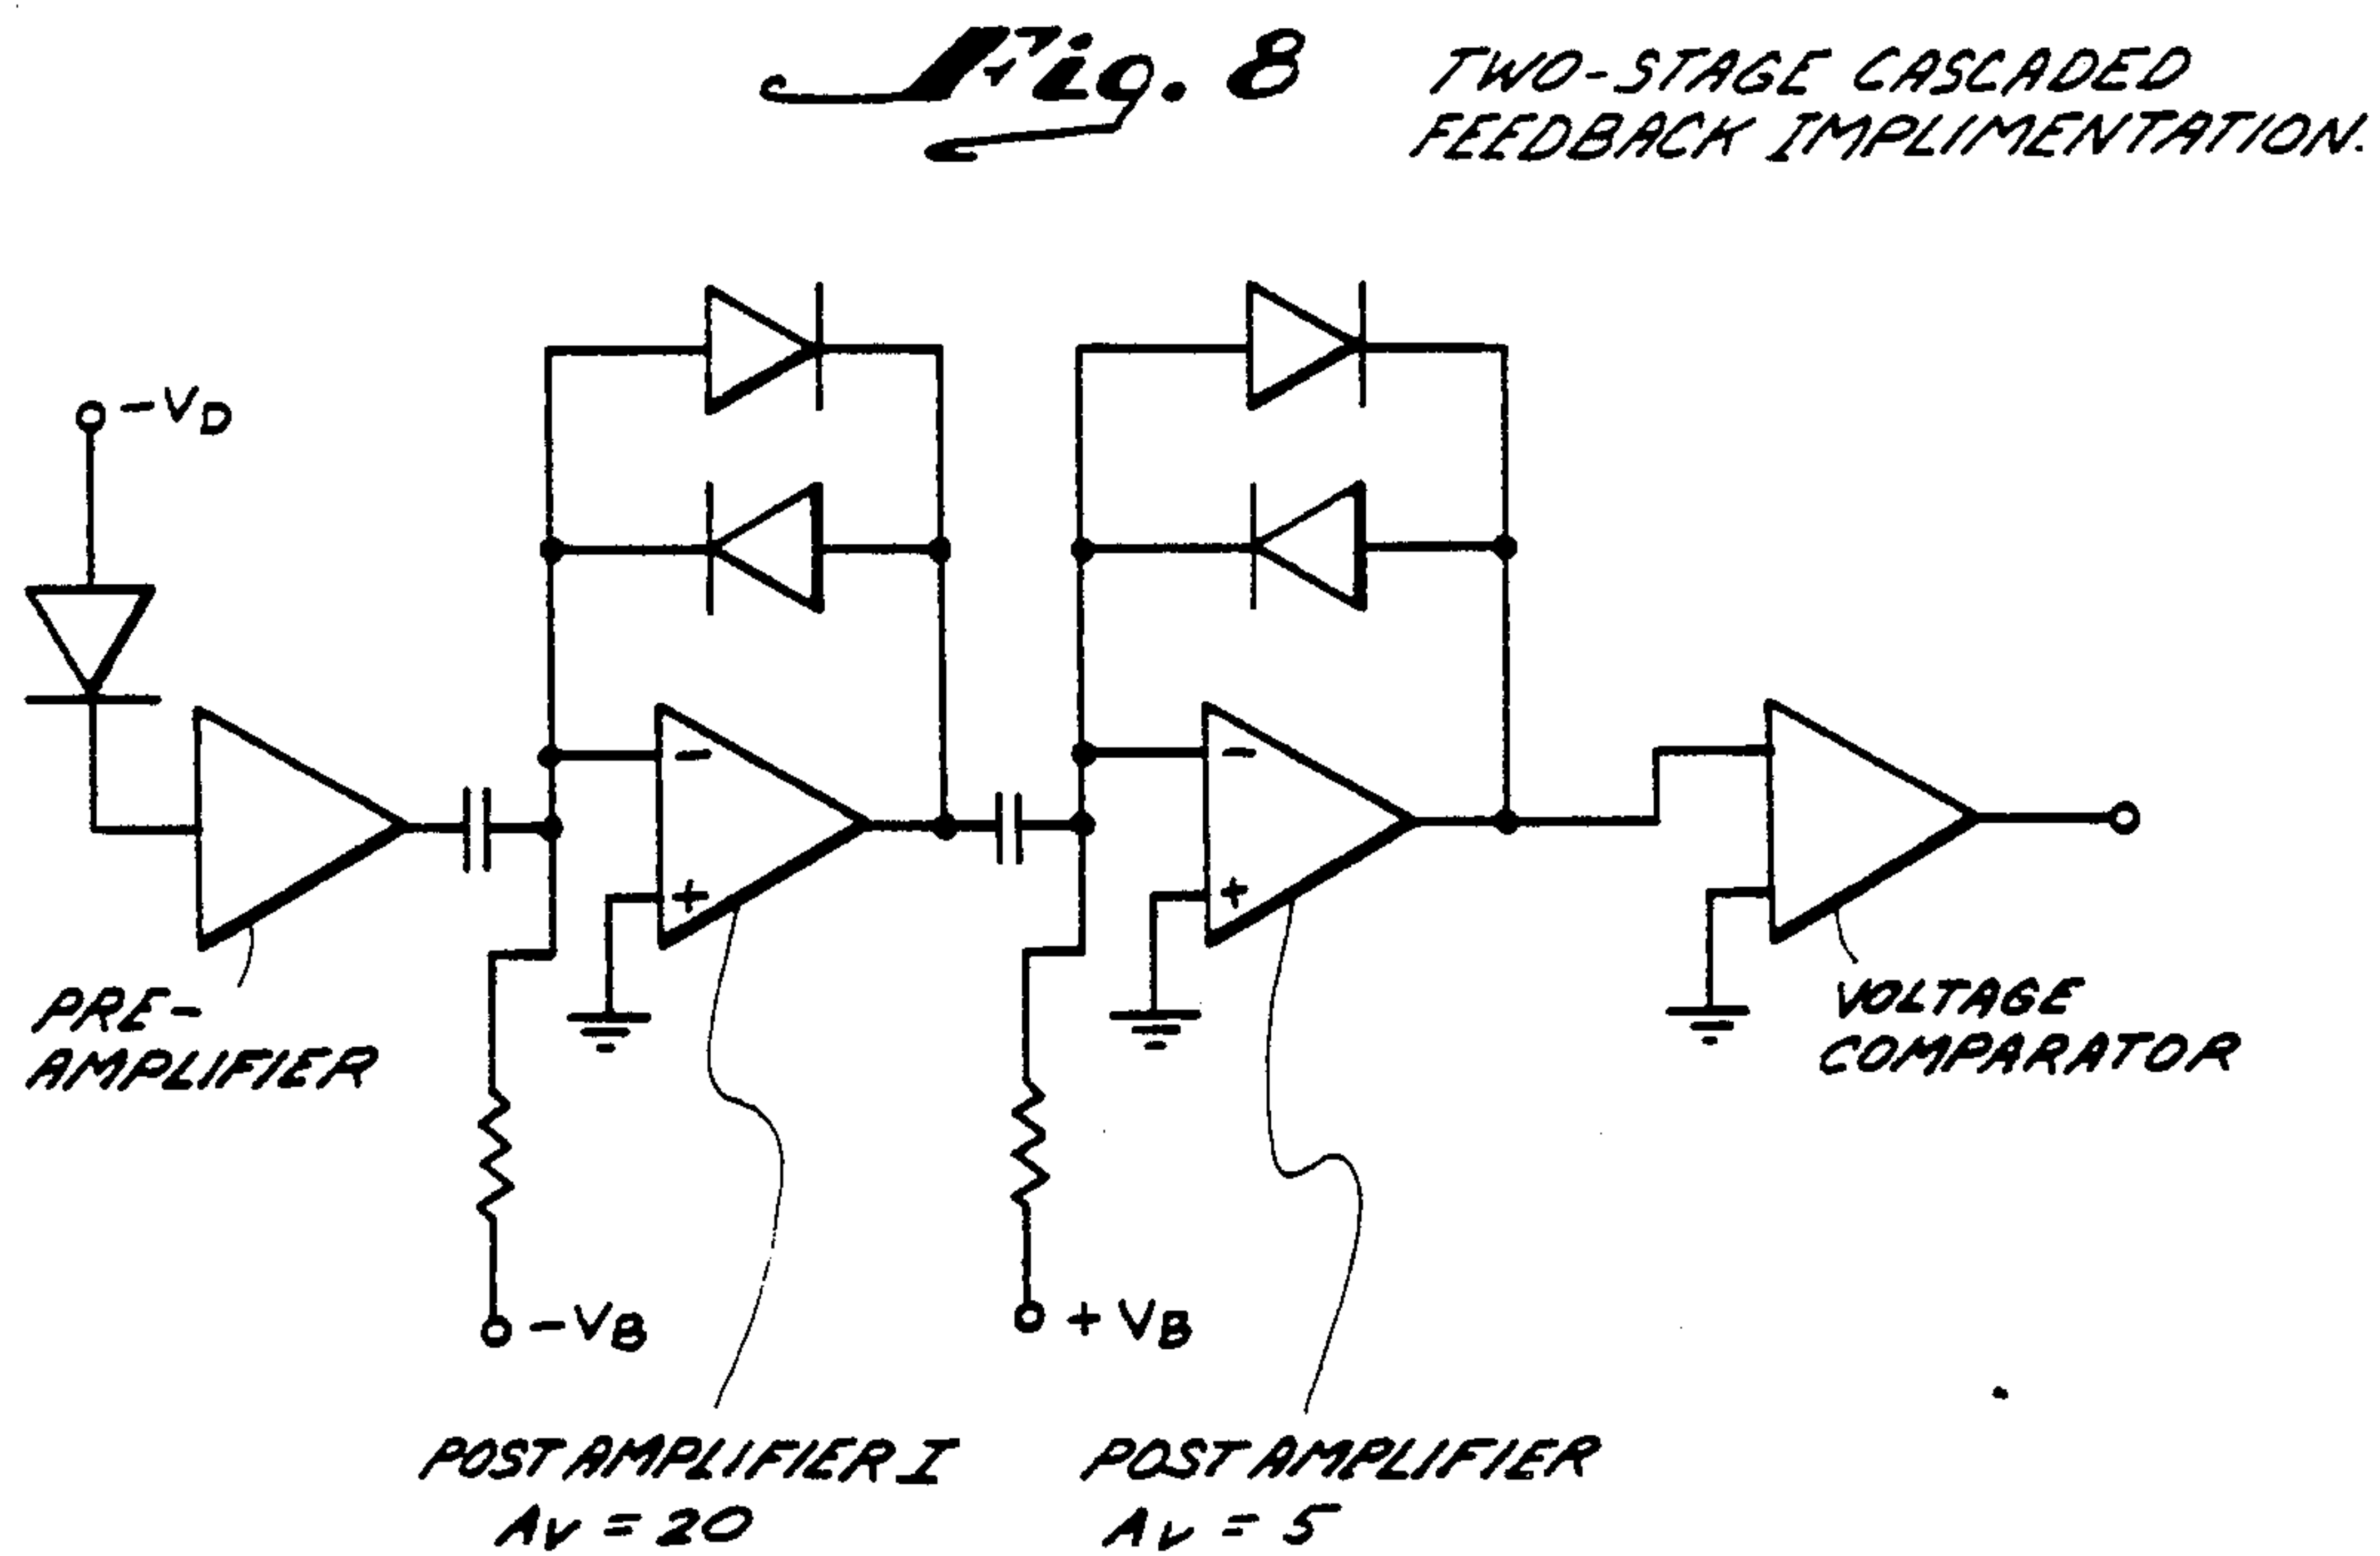 Fig. 8
TWO-STAGE CASCADED
FEEDBACK IMPLIMENTATION.
-VD
-
+
-
+
PRE-
AMPLIFIER
VOLTAGE
COMPARATOR
-VB
+VB
POST AMPLIFIER I
AV = 20
POST AMPLIFIER
AV = 5